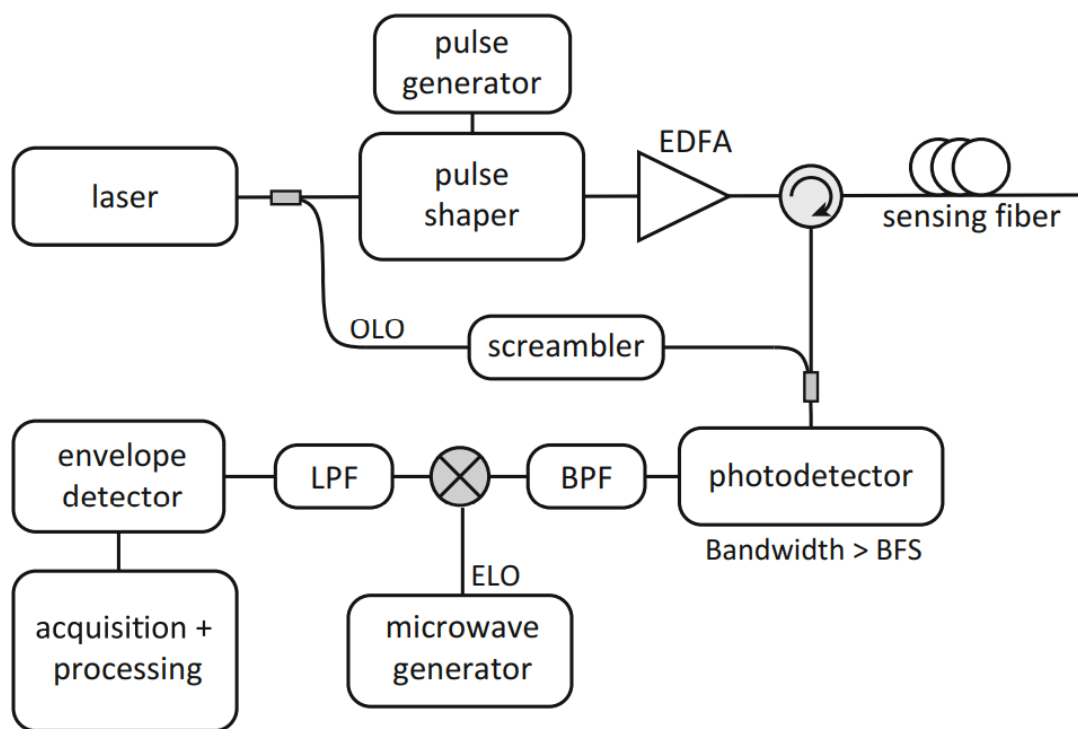 pulse
generator
EDFA
laser
pulse
shaper
sensing fiber
OLO
screambler
envelope
detector
LPF
BPF
photodetector
Bandwidth > BFS
ELO
acquisition +
processing
microwave
generator